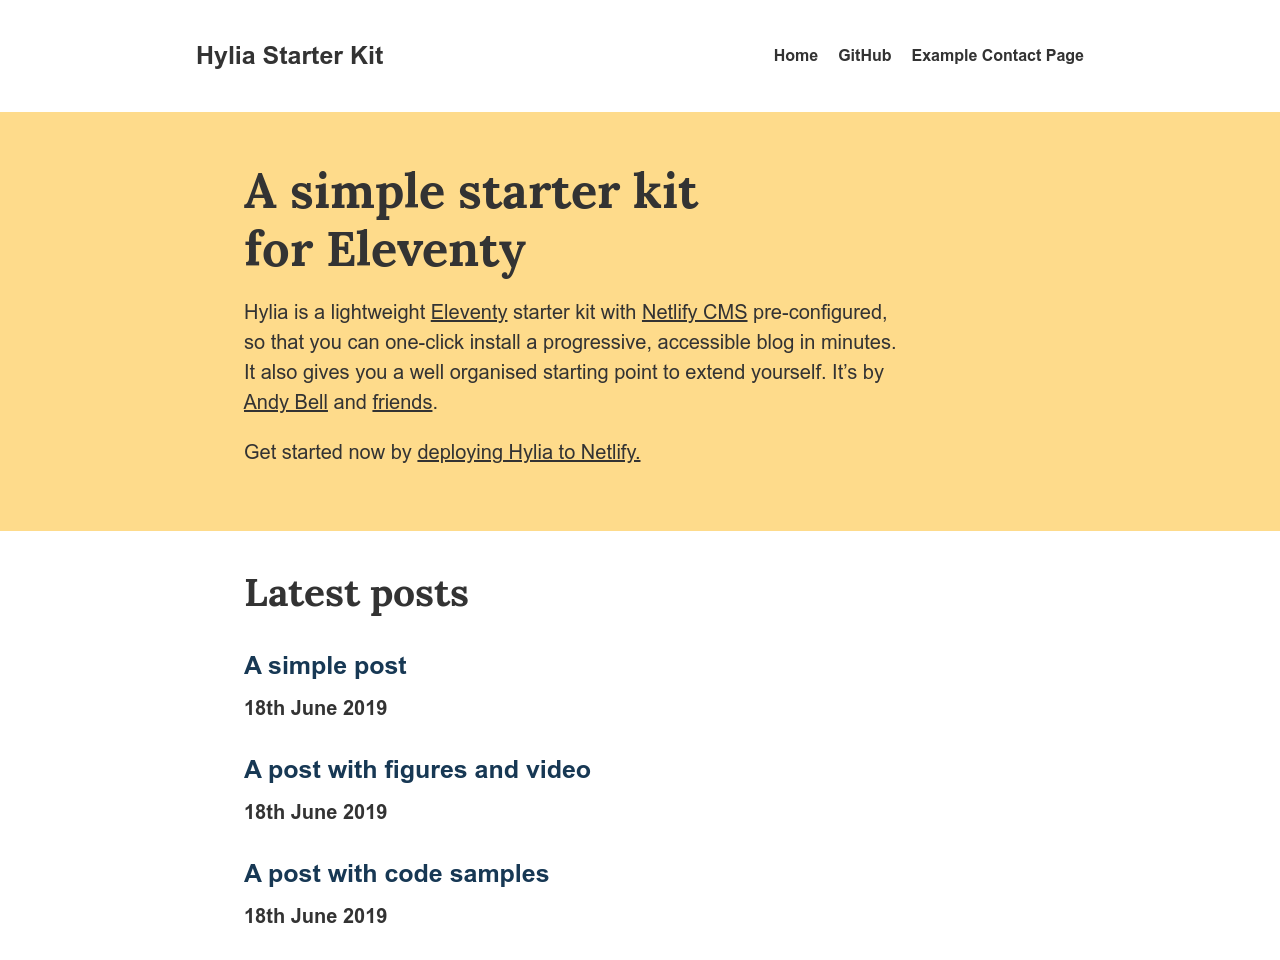 Hylia Starter Kit
Home GitHub Example Contact Page
A simple starter kit
for Eleventy
Hylia is a lightweight Eleventy starter kit with Netlify CMS pre-configured,
so that you can one-click install a progressive, accessible blog in minutes.
It also gives you a well organised starting point to extend yourself. It’s by
Andy Bell and friends.
Get started now by deploying Hylia to Netlify.
Latest posts
A simple post
18th June 2019
A post with figures and video
18th June 2019
A post with code samples
18th June 2019